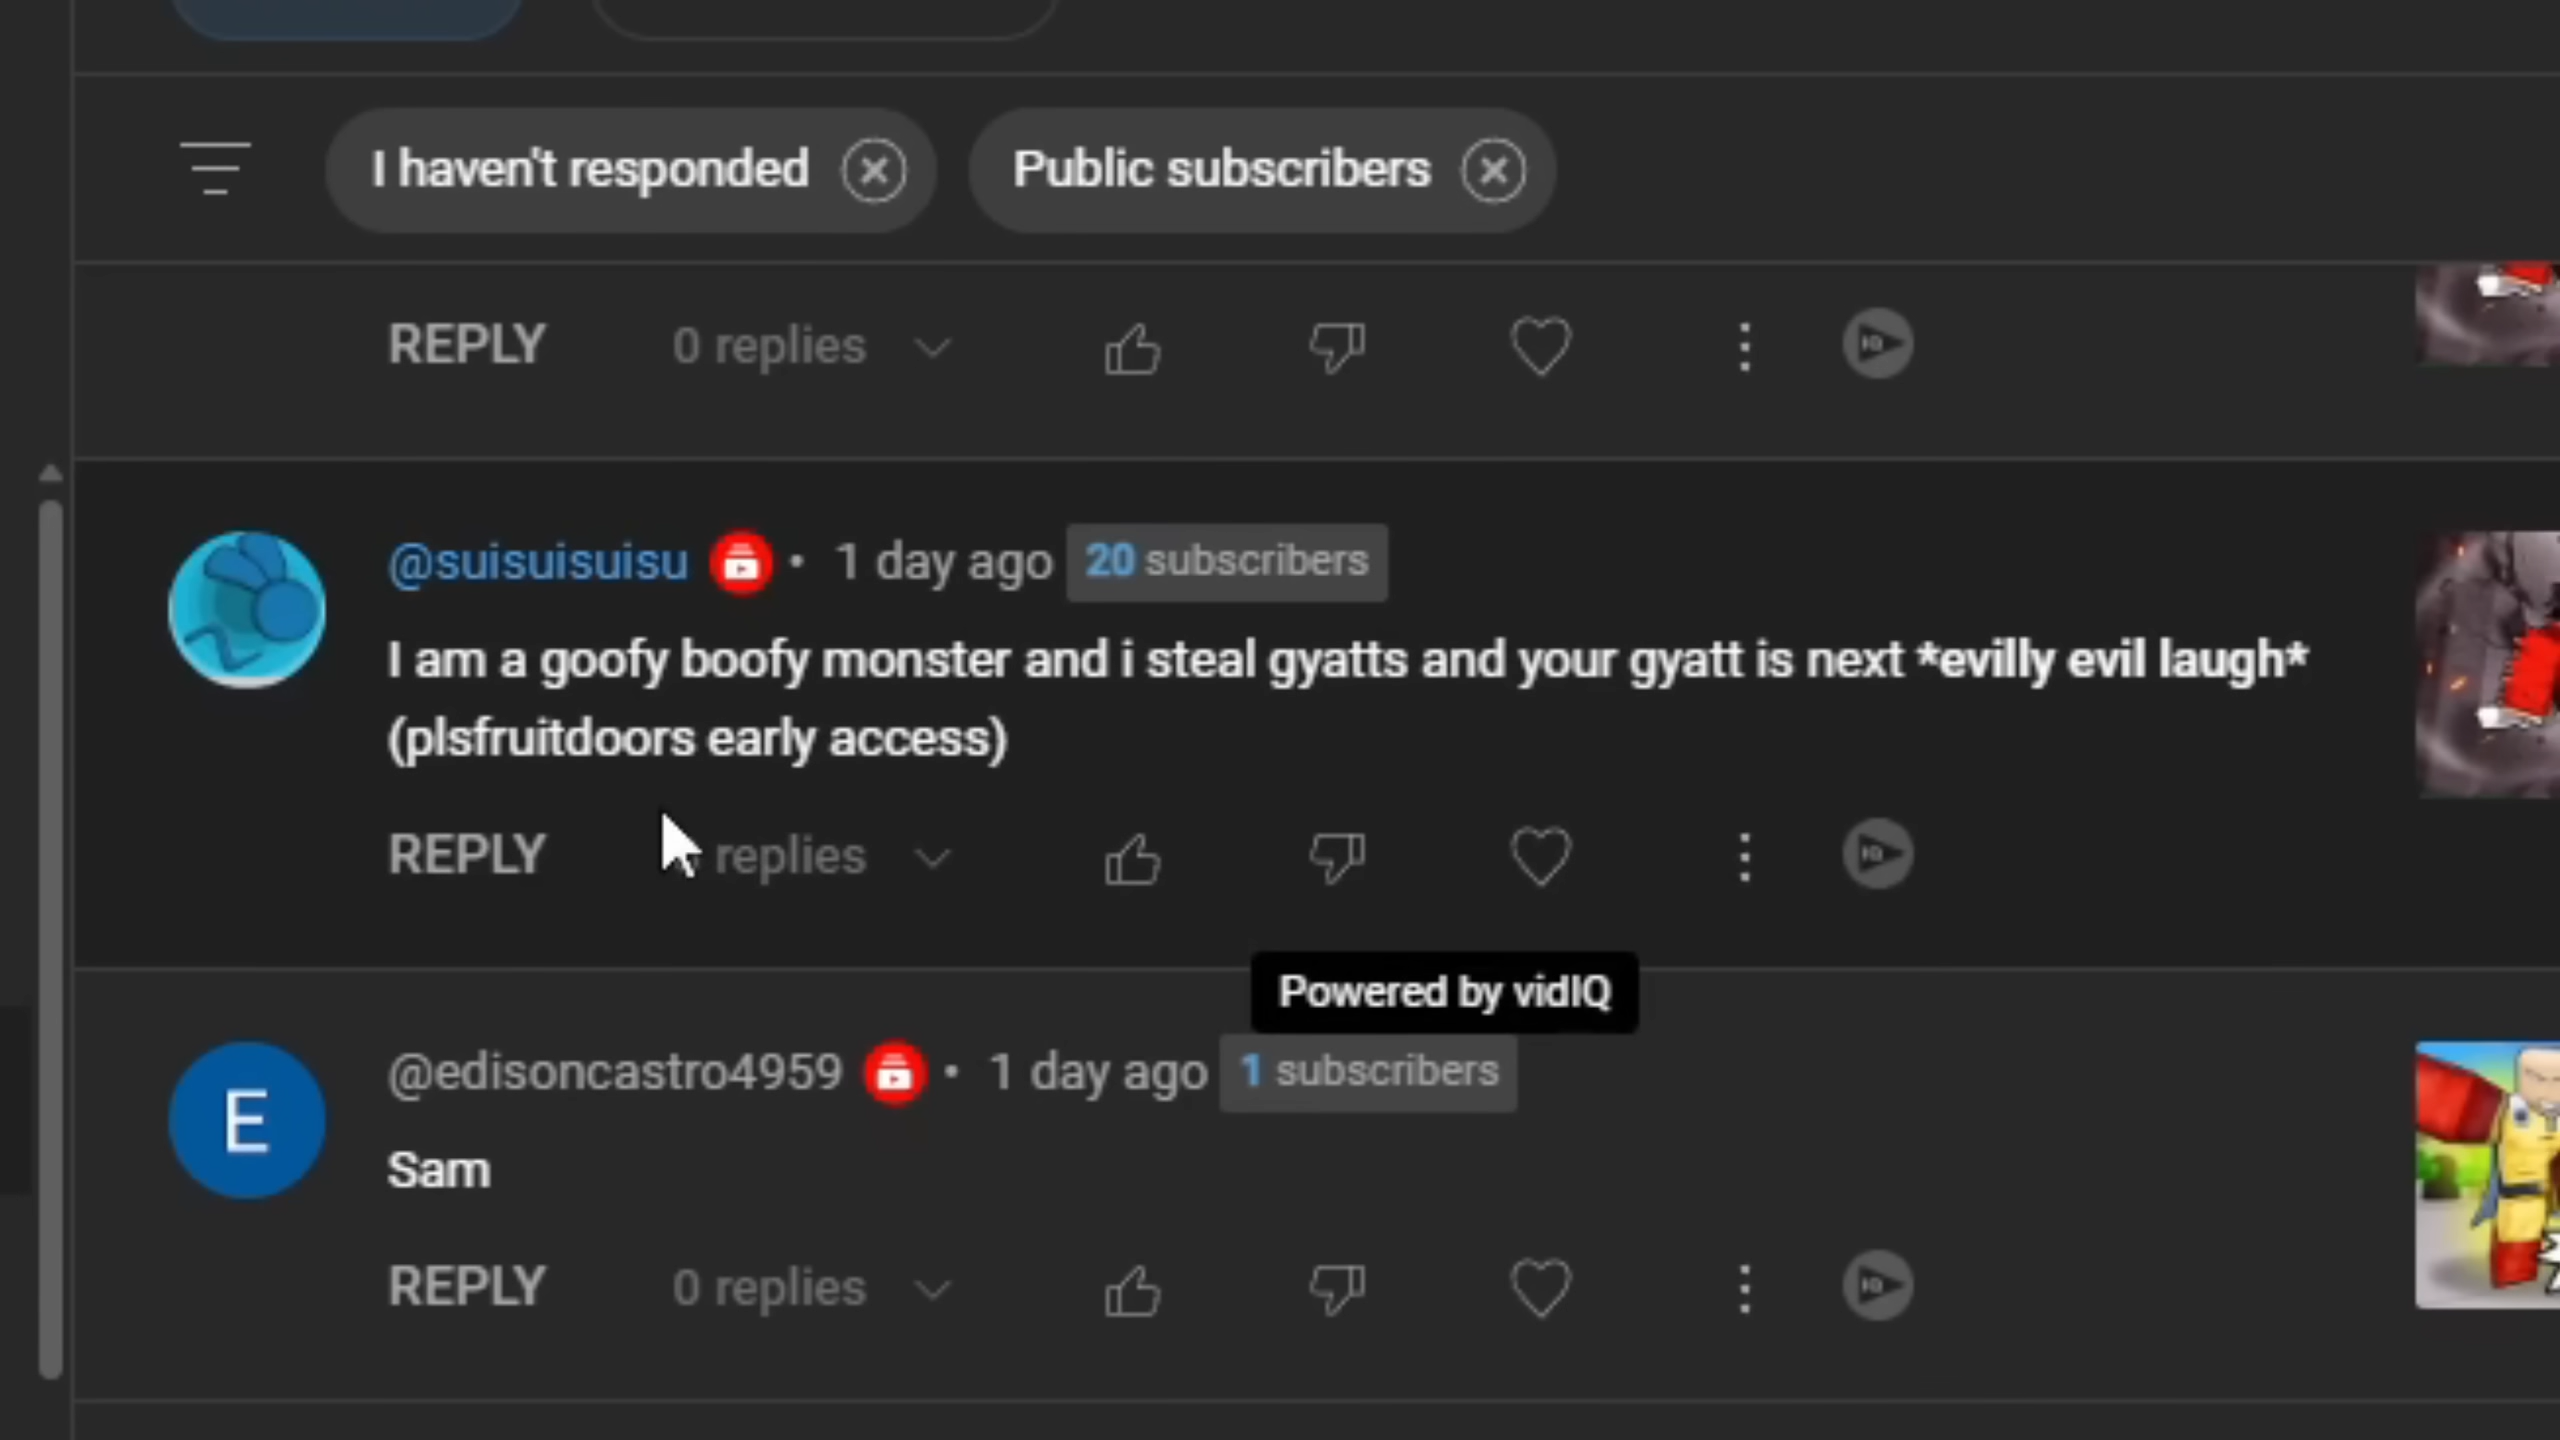 I haven't responded
Public subscribers
REPLY 0 replies
@suisuisuisu • 1 day ago 20 subscribers
I am a goofy boofy monster and i steal gyatts and your gyatt is next *evilly evil laugh*
(plsfruitdoors early access)
REPLY replies
Powered by vidIQ
E
@edisoncastro4959 • 1 day ago 1 subscribers
Sam
REPLY 0 replies